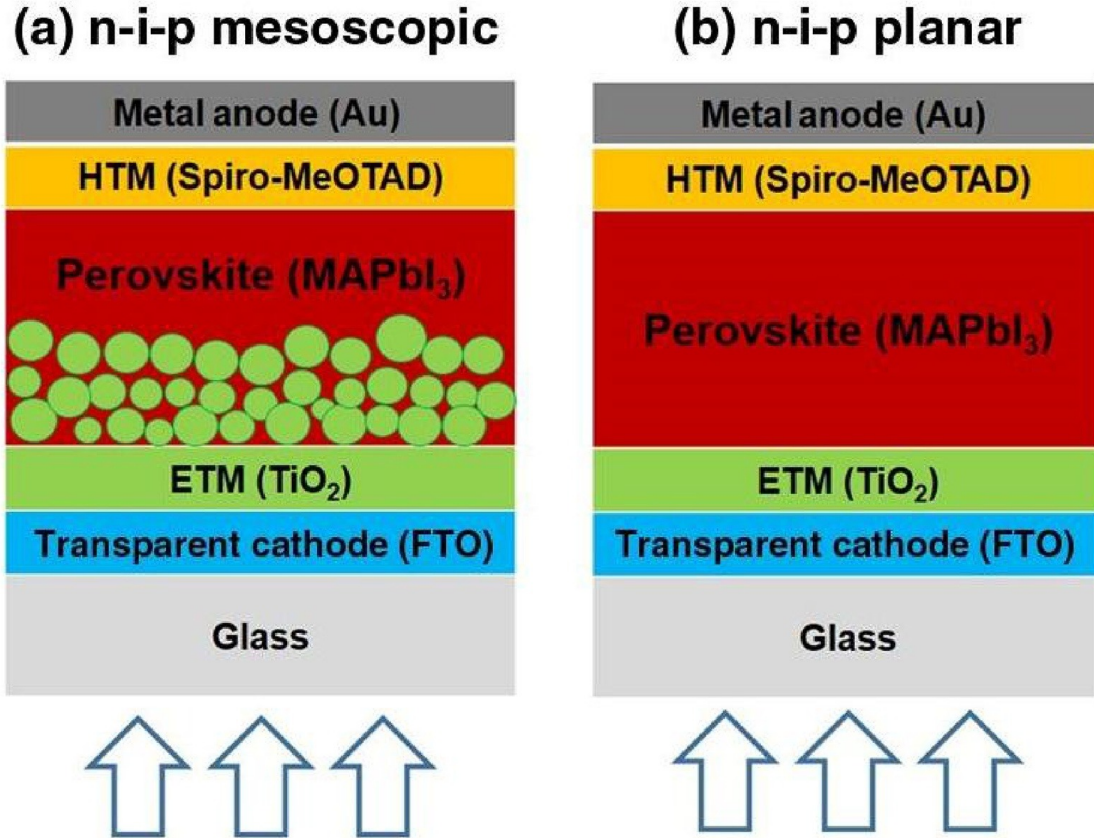 (a) n-i-p mesoscopic
Metal anode (Au)
HTM (Spiro-MeOTAD)
Perovskite (MAPbI₃)
ETM (TiO₂)
Transparent cathode (FTO)
Glass
(b) n-i-p planar
Metal anode (Au)
HTM (Spiro-MeOTAD)
Perovskite (MAPbI₃)
ETM (TiO₂)
Transparent cathode (FTO)
Glass